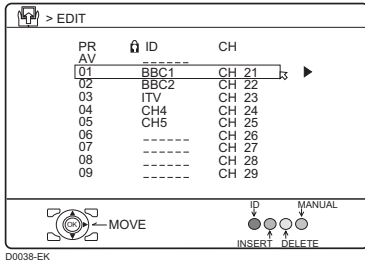 > EDIT
PR ID CH
AV ______
01 BBC1 CH 21
02 BBC2 CH 22
03 ITV CH 23
04 CH4 CH 24
05 CH5 CH 25
06 ______ CH 26
07 ______ CH 27
08 ______ CH 28
09 ______ CH 29
OK MOVE
ID MANUAL
INSERT DELETE
D0038-EK